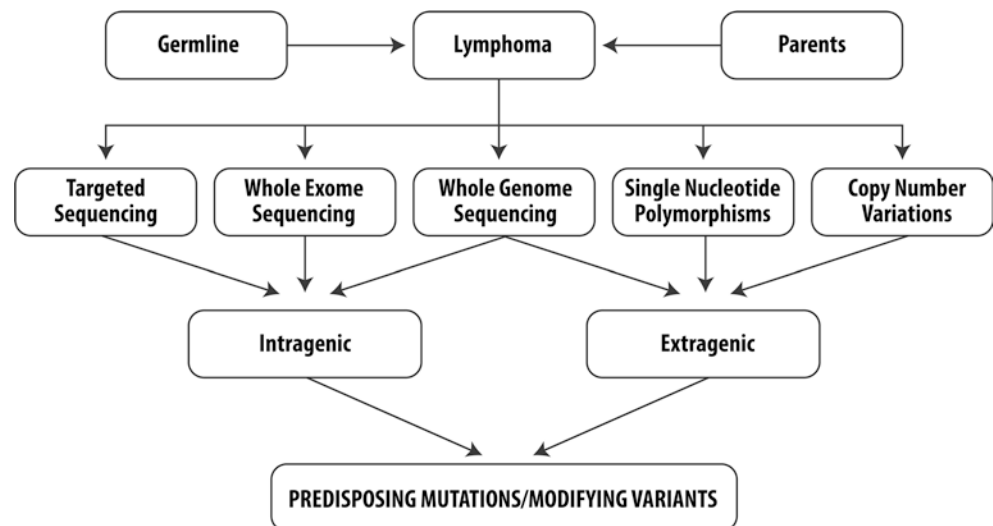 Germline
Lymphoma
Parents
Targeted
Sequencing
Whole Exome
Sequencing
Whole Genome
Sequencing
Single Nucleotide
Polymorphisms
Copy Number
Variations
Intragenic
Extragenic
PREDISPOSING MUTATIONS/MODIFYING VARIANTS